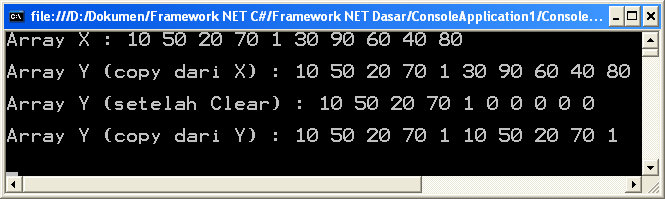 file:///D:/Dokumen/Framework NET C#/Framework NET Dasar/ConsoleApplication1/Console...
Array X : 10 50 20 70 1 30 90 60 40 80
Array Y (copy dari X) : 10 50 20 70 1 30 90 60 40 80
Array Y (setelah Clear) : 10 50 20 70 1 0 0 0 0 0
Array Y (copy dari Y) : 10 50 20 70 1 10 50 20 70 1